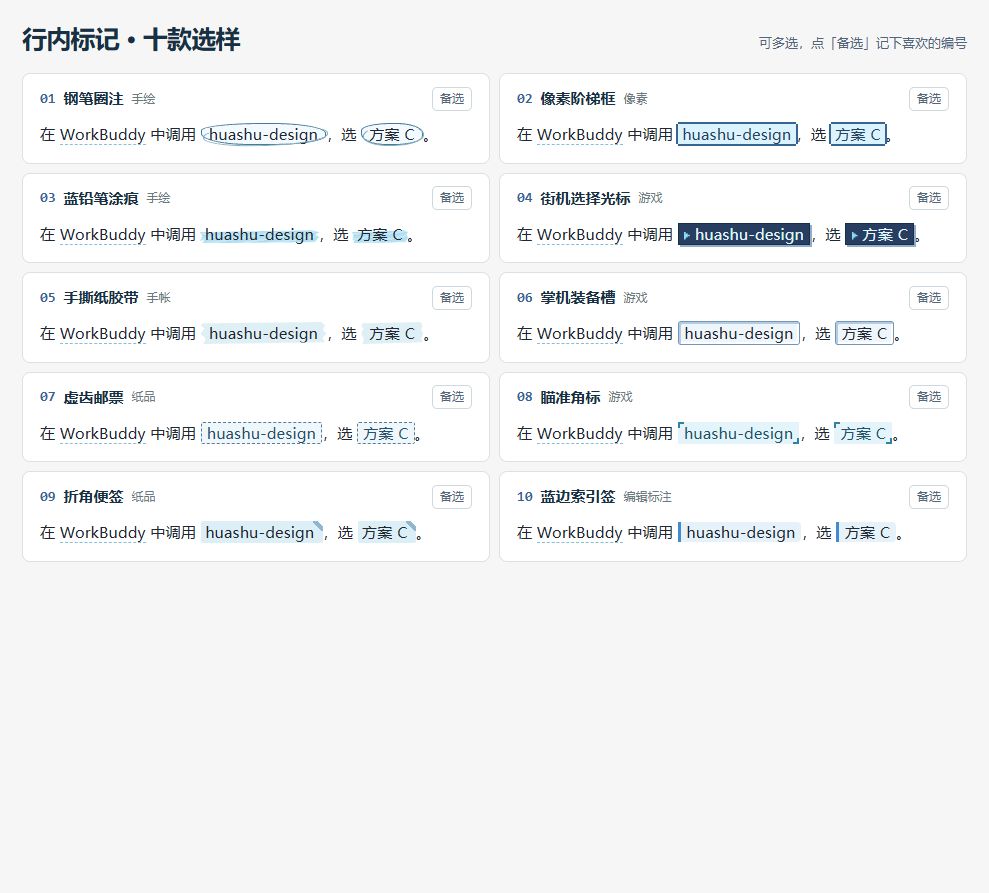 行内标记·十款选样
可多选，点「备选」记下喜欢的编号
01 钢笔圈注 手绘 备选
在 WorkBuddy 中调用 huashu-design，选 方案 C。
02 像素阶梯框 像素 备选
在 WorkBuddy 中调用 huashu-design，选 方案 C。
03 蓝铅笔涂痕 手绘 备选
在 WorkBuddy 中调用 huashu-design，选 方案 C。
04 街机选择光标 游戏 备选
在 WorkBuddy 中调用 huashu-design，选 方案 C。
05 手撕纸胶带 手帐 备选
在 WorkBuddy 中调用 huashu-design，选 方案 C。
06 掌机装备槽 游戏 备选
在 WorkBuddy 中调用 huashu-design，选 方案 C。
07 虚齿邮票 纸品 备选
在 WorkBuddy 中调用 huashu-design，选 方案 C。
08 瞄准角标 游戏 备选
在 WorkBuddy 中调用 huashu-design，选 方案 C。
09 折角便签 纸品 备选
在 WorkBuddy 中调用 huashu-design，选 方案 C。
10 蓝边索引签 编辑标注 备选
在 WorkBuddy 中调用 huashu-design，选 方案 C。